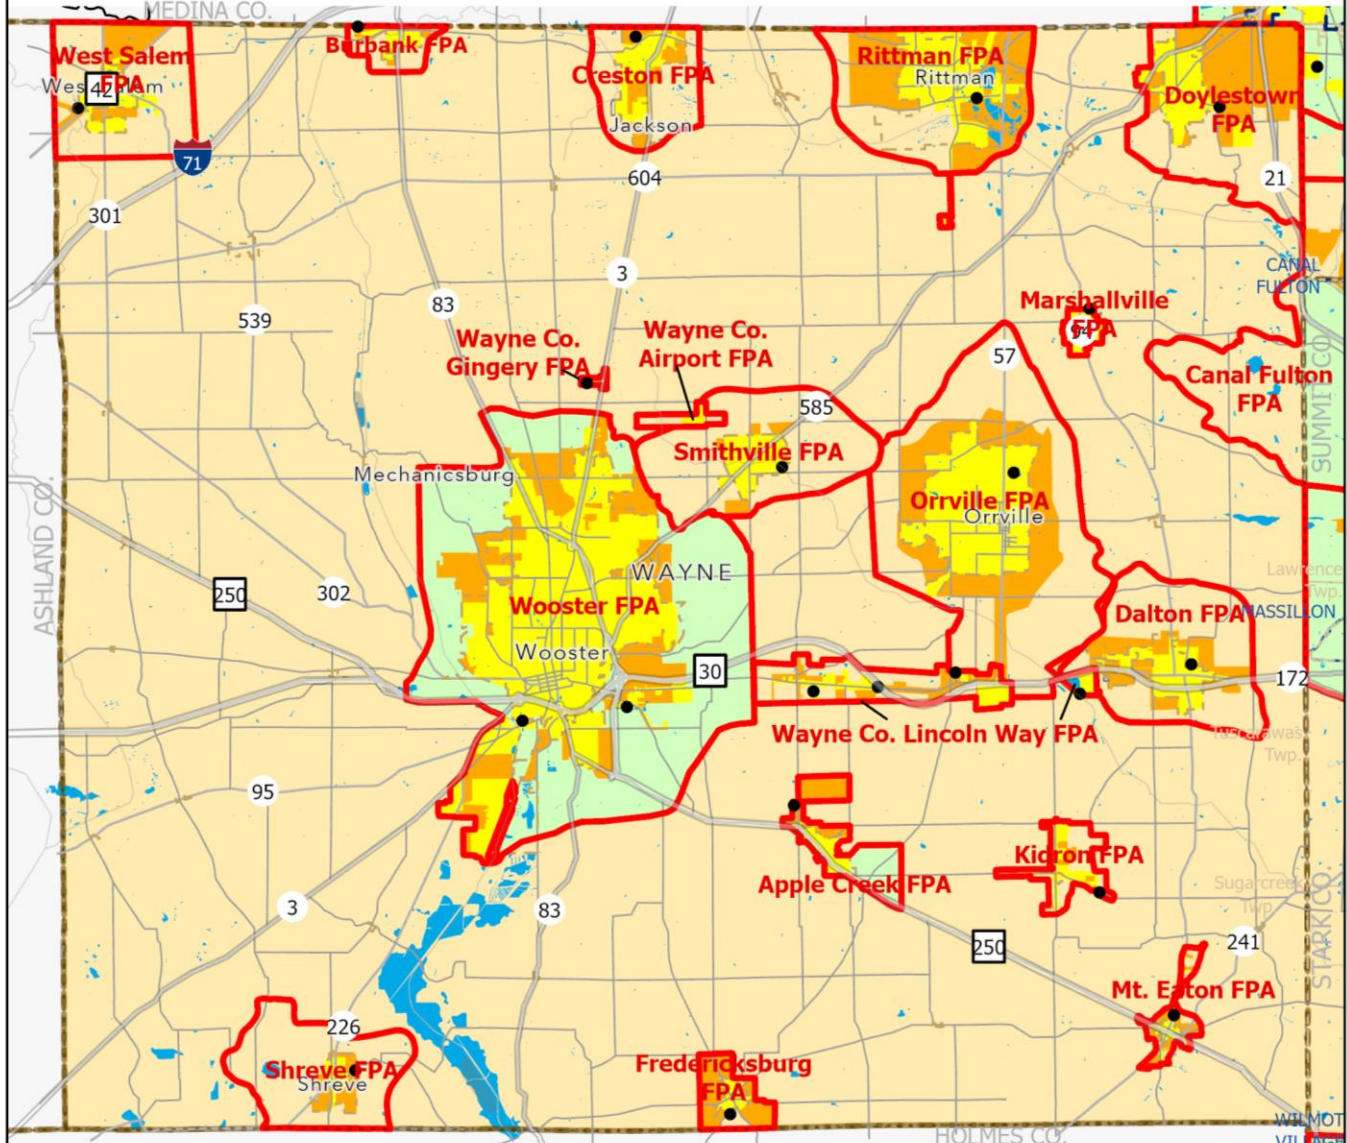 MEDINA CO.
West Salem
FPA
42
Burbank FPA
Creston FPA
Jackson
Rittman FPA
Rittman
Doylestown
FPA
71
604
21
301
3
83
539
CANAL
FULTON
Marshallville
FPA
94
Wayne Co.
Gingery FPA
Wayne Co.
Airport FPA
57
Canal Fulton
FPA
SUMMIT CO.
585
Smithville FPA
Mechanicsburg
Orrville FPA
Orrville
ASHLAND CO.
WAYNE
250
302
Wooster FPA
Wooster
Lawrence
Twp.
Dalton FPA
MASSILLON
30
172
Wayne Co. Lincoln Way FPA
Tuscarawas
Twp.
95
Apple Creek FPA
Kidron FPA
Sugarcreek
Twp.
STARK CO.
3
83
250
241
Mt. Eaton FPA
226
Shreve FPA
Shreve
Fredericksburg
FPA
HOLMES CO.
WILMOT